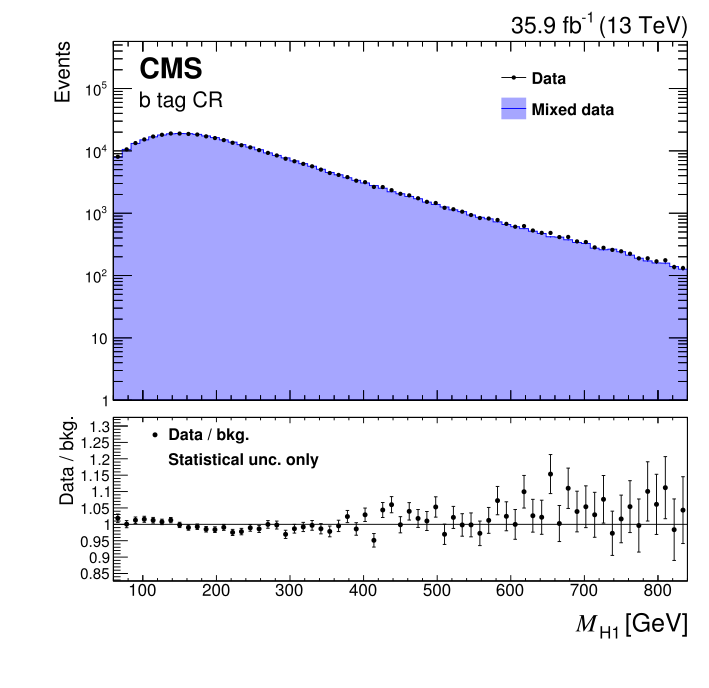 35.9 fb⁻¹ (13 TeV)
Events
CMS
b tag CR
Data
Mixed data
10⁵
10⁴
10³
10²
10
1
Data / bkg.
Data / bkg.
Statistical unc. only
1.3
1.25
1.2
1.15
1.1
1.05
1
0.95
0.9
0.85
100 200 300 400 500 600 700 800
M_H1 [GeV]